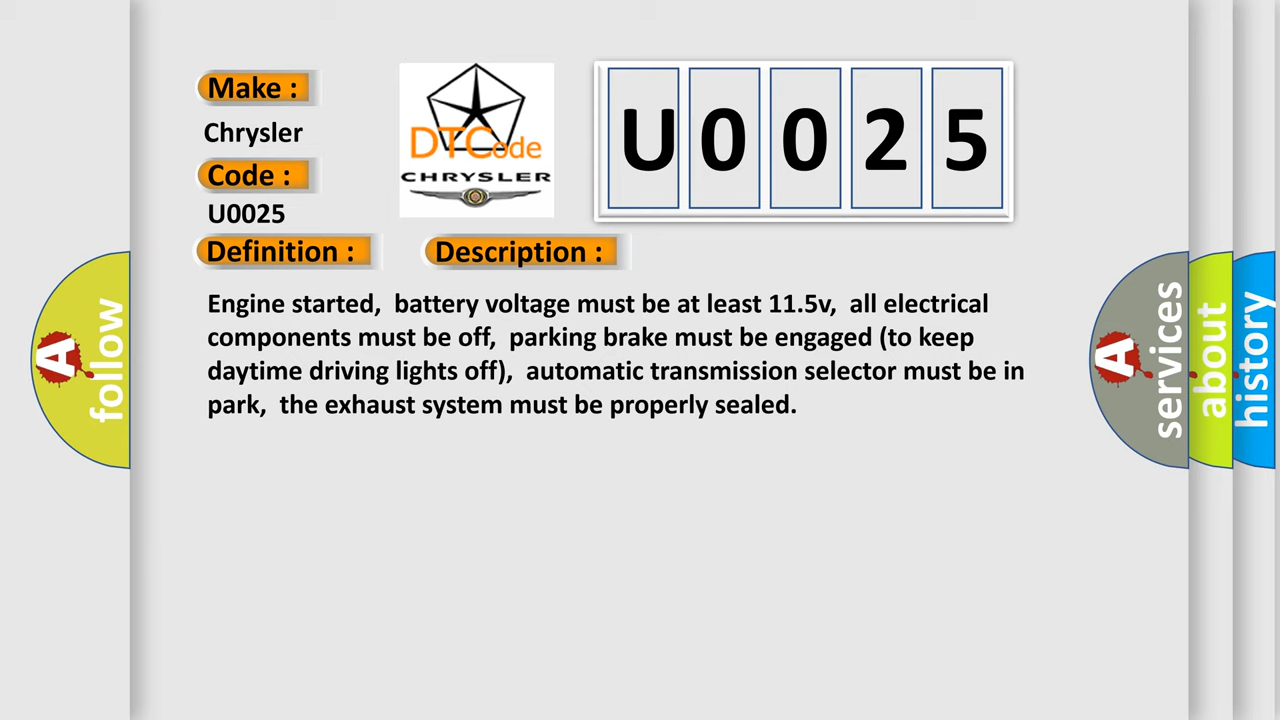 Make :
Chrysler
Code :
U0025
Definition :
Description :
DTCode
CHRYSLER
U0025
Engine started, battery voltage must be at least 11.5v, all electrical
components must be off, parking brake must be engaged (to keep
daytime driving lights off), automatic transmission selector must be in
park, the exhaust system must be properly sealed.
A
follow
A
services
about
history